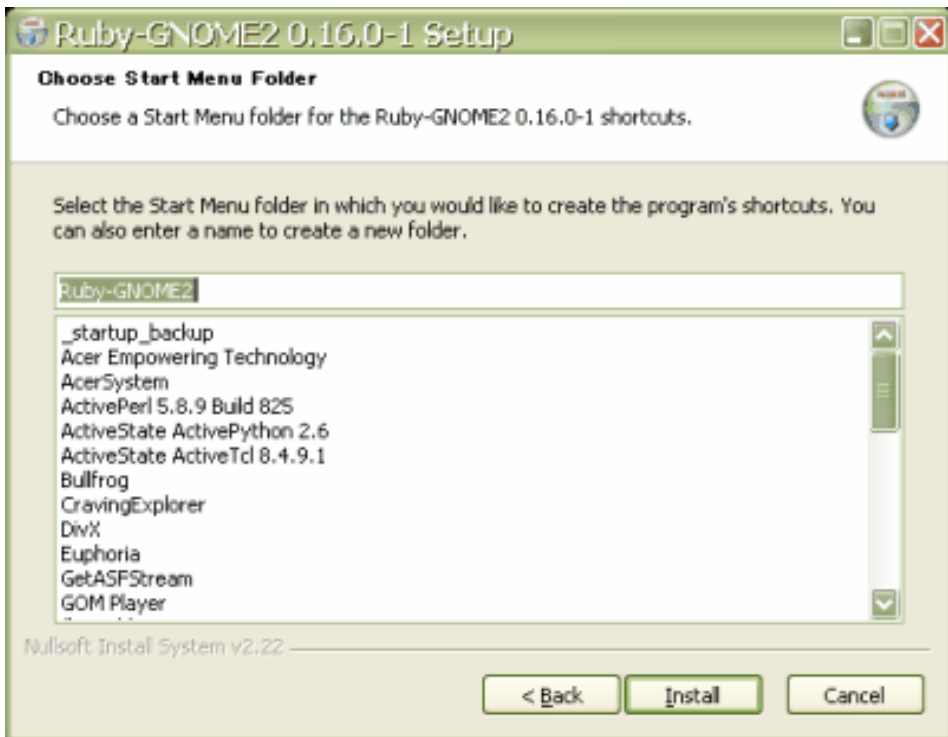 Ruby-GNOME2 0.16.0-1 Setup
Choose Start Menu Folder
Choose a Start Menu folder for the Ruby-GNOME2 0.16.0-1 shortcuts.
Select the Start Menu folder in which you would like to create the program's shortcuts. You
can also enter a name to create a new folder.
Ruby-GNOME2
_startup_backup
Acer Empowering Technology
AcerSystem
ActivePerl 5.8.9 Build 825
ActiveState ActivePython 2.6
ActiveState ActiveTcl 8.4.9.1
Bullfrog
CravingExplorer
DivX
Euphoria
GetASFStream
GOM Player
Nullsoft Install System v2.22
< Back
Install
Cancel